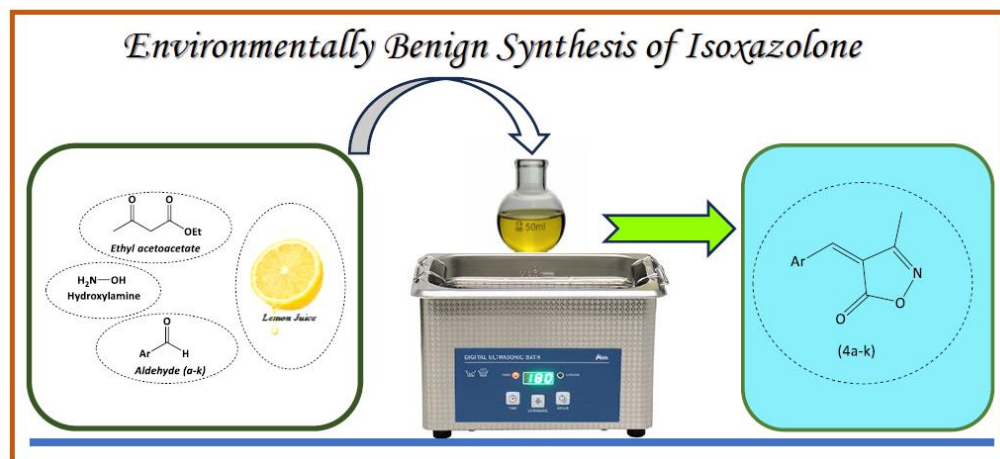 Environmentally Benign Synthesis of Isoxazolone
O
O
OEt
Ethyl acetoacetate
H₂N—OH
Hydroxylamine
O
Ar
H
Aldehyde (a-k)
Lemon Juice
50ml
DIGITAL ULTRASONIC BATH
180
TIME
Ar
N
O
O
(4a-k)